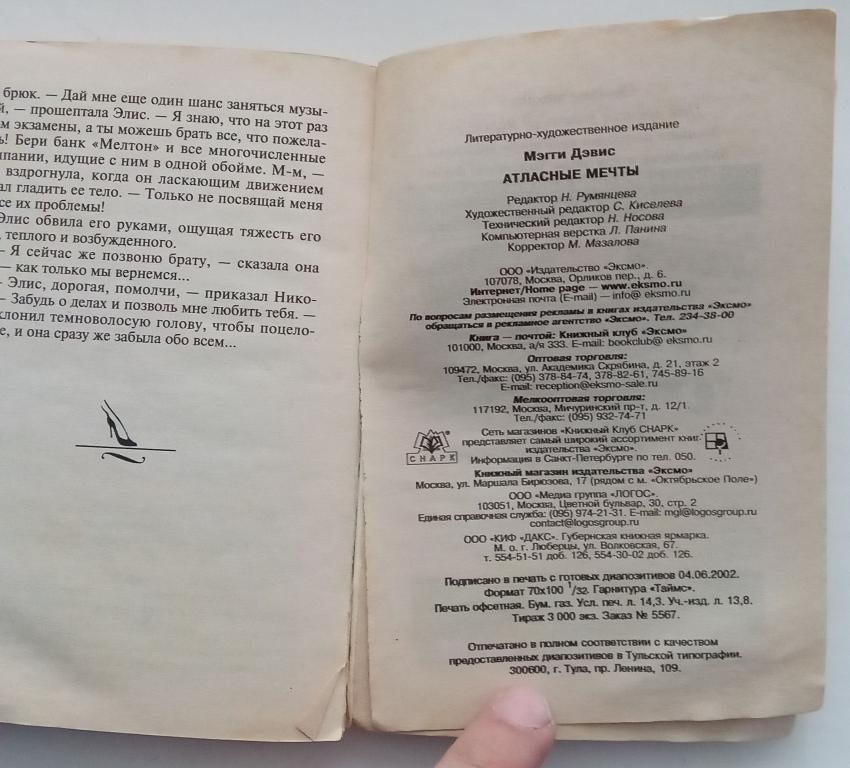 брюк. — Дай мне еще один шанс заняться музы-
й, — прошептала Элис. — Я знаю, что на этот раз
м экзамены, а ты можешь брать все, что пожела-
ь! Бери банк «Мелтон» и все многочисленные
мпании, идущие с ним в одной обойме. М-м, —
вздрогнула, когда он ласкающим движением
ал гладить ее тело. — Только не посвящай меня
се их проблемы!
Элис обвила его руками, ощущая тяжесть его
, теплого и возбужденного.
— Я сейчас же позвоню брату, — сказала она
— как только мы вернемся...
— Элис, дорогая, помолчи, — приказал Нико-
— Забудь о делах и позволь мне любить тебя. —
клонил темноволосую голову, чтобы поцело-
е, и она сразу же забыла обо всем...
Литературно-художественное издание
Мэгги Дэвис
АТЛАСНЫЕ МЕЧТЫ
Редактор Н. Румянцева
Художественный редактор С. Киселева
Технический редактор Н. Носова
Компьютерная верстка Л. Панина
Корректор М. Мазалова
ООО «Издательство «Эксмо».
107078, Москва, Орликов пер., д. 6.
Интернет/Home page — www.eksmo.ru
Электронная почта (E-mail) — info@ eksmo.ru
По вопросам размещения рекламы в книгах издательства «Эксмо»
обращаться в рекламное агентство «Эксмо». Тел. 234-38-00
Книга — почтой: Книжный клуб «Эксмо»
101000, Москва, а/я 333. E-mail: bookclub@ eksmo.ru
Оптовая торговля:
109472, Москва, ул. Академика Скрябина, д. 21, этаж 2
Тел./факс: (095) 378-84-74, 378-82-61, 745-89-16
E-mail: reception@eksmo-sale.ru
Мелкооптовая торговля:
117192, Москва, Мичуринский пр-т, д. 12/1.
Тел./факс: (095) 932-74-71
СНАРК
Сеть магазинов «Книжный Клуб СНАРК»
представляет самый широкий ассортимент книг
издательства «Эксмо».
Информация в Санкт-Петербурге по тел. 050.
Книжный магазин издательства «Эксмо»
Москва, ул. Маршала Бирюзова, 17 (рядом с м. «Октябрьское Поле»)
ООО «Медиа группа «ЛОГОС».
103051, Москва, Цветной бульвар, 30, стр. 2
Единая справочная служба: (095) 974-21-31. E-mail: mgl@logosgroup.ru
contact@logosgroup.ru
ООО «КИФ «ДАКС». Губернская книжная ярмарка.
М. о. г. Люберцы, ул. Волковская, 67.
т. 554-51-51 доб. 126, 554-30-02 доб. 126.
Подписано в печать с готовых диапозитивов 04.06.2002.
Формат 70х100 1/32. Гарнитура «Таймс».
Печать офсетная. Бум. газ. Усл. печ. л. 14,3. Уч.-изд. л. 13,8.
Тираж 3 000 экз. Заказ № 5567.
Отпечатано в полном соответствии с качеством
предоставленных диапозитивов в Тульской типографии.
300600, г. Тула, пр. Ленина, 109.